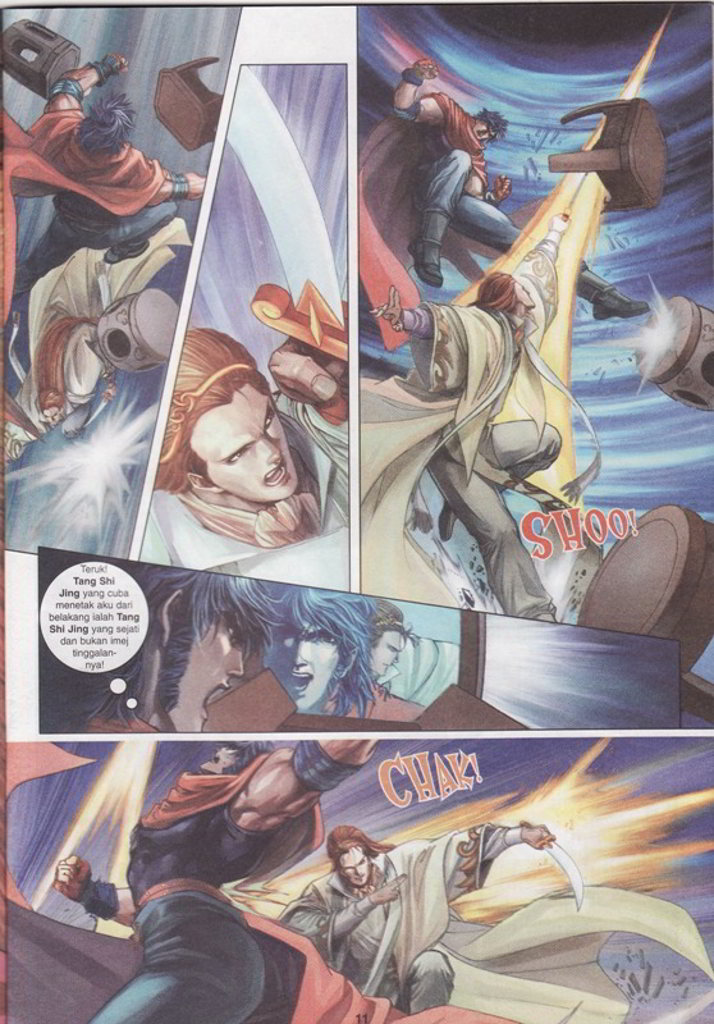 SHOO!
Teruk!
Tang Shi
Jing yang cuba
menetak aku dari
belakang ialah Tang
Shi Jing yang sejati
dan bukan imej
tinggalan-
nya!
CHAK!
11